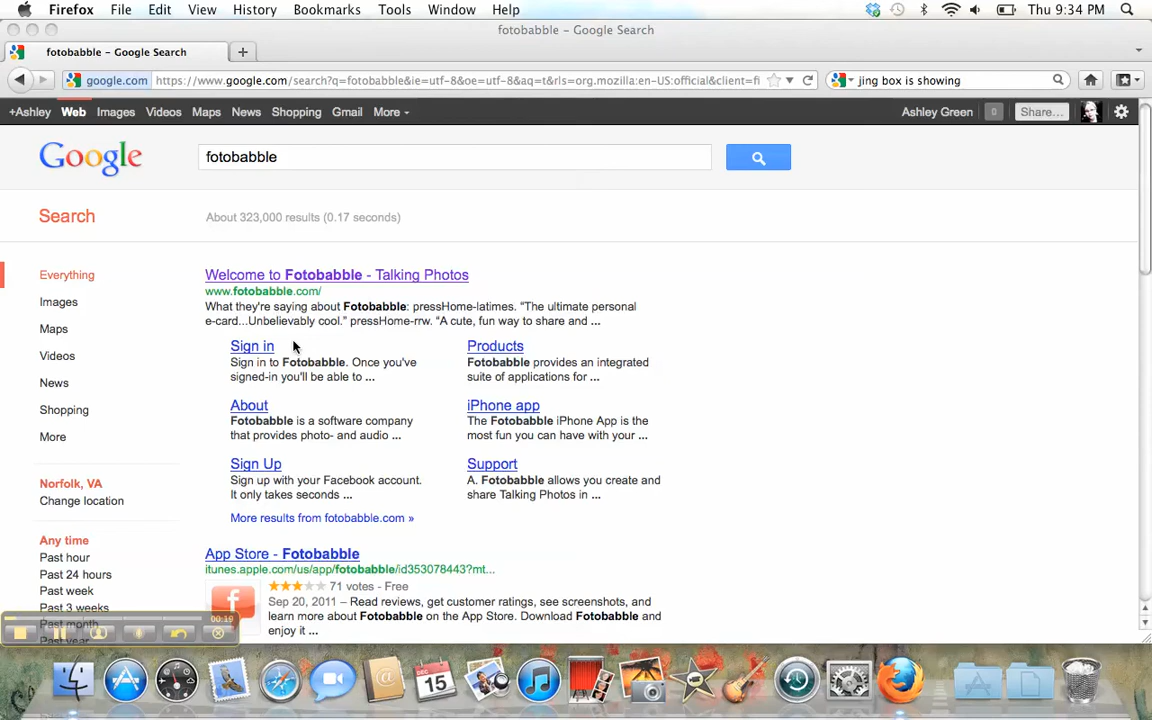 Firefox File Edit View History Bookmarks Tools Window Help Thu 9:34 PM
fotobabble – Google Search
fotobabble – Google Search
google.com https://www.google.com/search?q=fotobabble&ie=utf-8&oe=utf-8&aq=t&rls=org.mozilla:en-US:official&client=fi jing box is showing
+Ashley Web Images Videos Maps News Shopping Gmail More Ashley Green 0 Share...
Google fotobabble
Search About 323,000 results (0.17 seconds)
Everything
Images
Maps
Videos
News
Shopping
More
Norfolk, VA
Change location
Any time
Past hour
Past 24 hours
Past week
Past 3 weeks
Past month
Past year
Welcome to Fotobabble - Talking Photos
www.fotobabble.com/
What they're saying about Fotobabble: pressHome-latimes. "The ultimate personal
e-card...Unbelievably cool." pressHome-rrw. "A cute, fun way to share and ...
Sign in
Sign in to Fotobabble. Once you've
signed-in you'll be able to ...
Products
Fotobabble provides an integrated
suite of applications for ...
About
Fotobabble is a software company
that provides photo- and audio ...
iPhone app
The Fotobabble iPhone App is the
most fun you can have with your ...
Sign Up
Sign up with your Facebook account.
It only takes seconds ...
Support
A. Fotobabble allows you create and
share Talking Photos in ...
More results from fotobabble.com »
App Store - Fotobabble
itunes.apple.com/us/app/fotobabble/id353078443?mt...
71 votes - Free
Sep 20, 2011 – Read reviews, get customer ratings, see screenshots, and
learn more about Fotobabble on the App Store. Download Fotobabble and
enjoy it ...
f
00:19
15